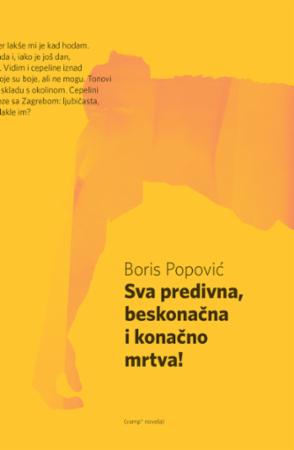 er lakše mi je kad hodam.
ada i, iako je još dan,
. Vidim i cepeline iznad
oje su boje, ali ne mogu. Tonovi
skladu s okolinom. Cepelini
nze sa Zagrebom: ljubičasta,
dakle im?
Boris Popović
Sva predivna,
beskonačna
i konačno
mrtva!
(vamp* novela)